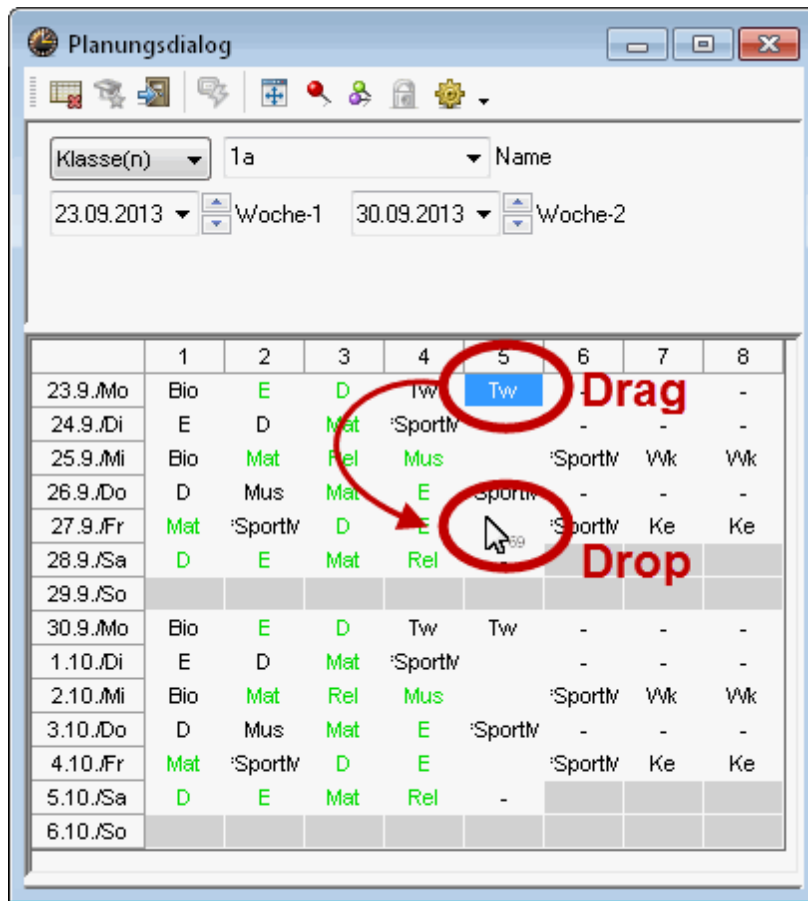 Planungsdialog
Klasse(n) 1a Name
23.09.2013 Woche-1 30.09.2013 Woche-2
1 2 3 4 5 6 7 8
23.9./Mo Bio E D Tw Tw - Drag -
24.9./Di E D Mat :SportM - - -
25.9./Mi Bio Mat Rel Mus :SportM Wk Wk
26.9./Do D Mus Mat E :SportM - - -
27.9./Fr Mat :SportM D E :SportM Ke Ke
28.9./Sa D E Mat Rel - Drop
29.9./So
30.9./Mo Bio E D Tw Tw - - -
1.10./Di E D Mat :SportM - - -
2.10./Mi Bio Mat Rel Mus :SportM Wk Wk
3.10./Do D Mus Mat E :SportM - - -
4.10./Fr Mat :SportM D E :SportM Ke Ke
5.10./Sa D E Mat Rel -
6.10./So